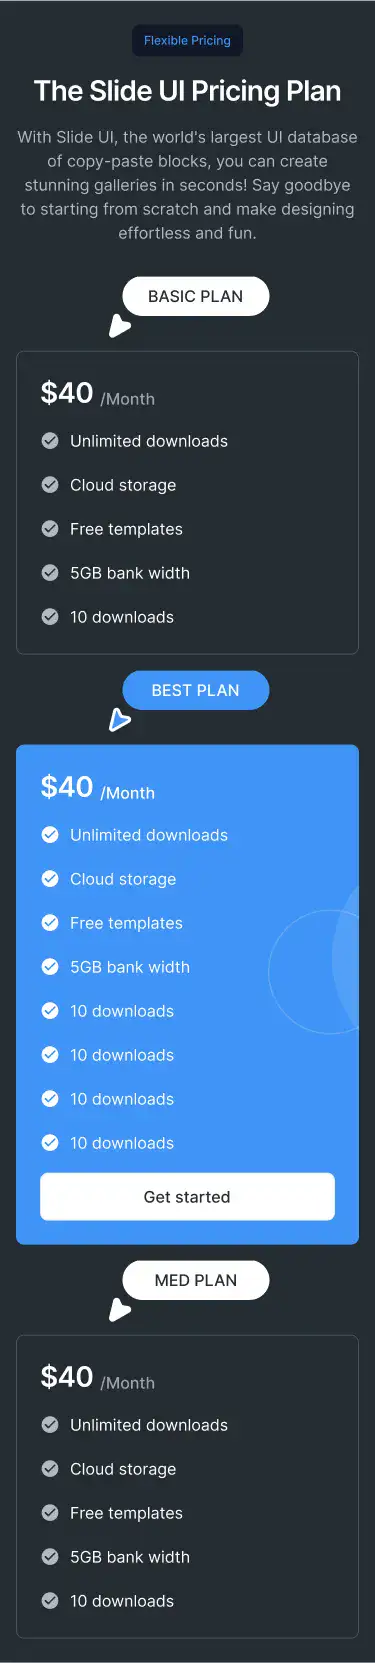 Flexible Pricing
The Slide UI Pricing Plan
With Slide UI, the world's largest UI database
of copy-paste blocks, you can create
stunning galleries in seconds! Say goodbye
to starting from scratch and make designing
effortless and fun.
BASIC PLAN
$40 /Month
Unlimited downloads
Cloud storage
Free templates
5GB bank width
10 downloads
BEST PLAN
$40 /Month
Unlimited downloads
Cloud storage
Free templates
5GB bank width
10 downloads
10 downloads
10 downloads
10 downloads
Get started
MED PLAN
$40 /Month
Unlimited downloads
Cloud storage
Free templates
5GB bank width
10 downloads